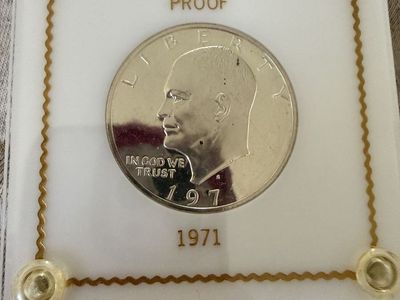 PROOF
LIBERTY
IN GOD WE
TRUST
197
S
1971